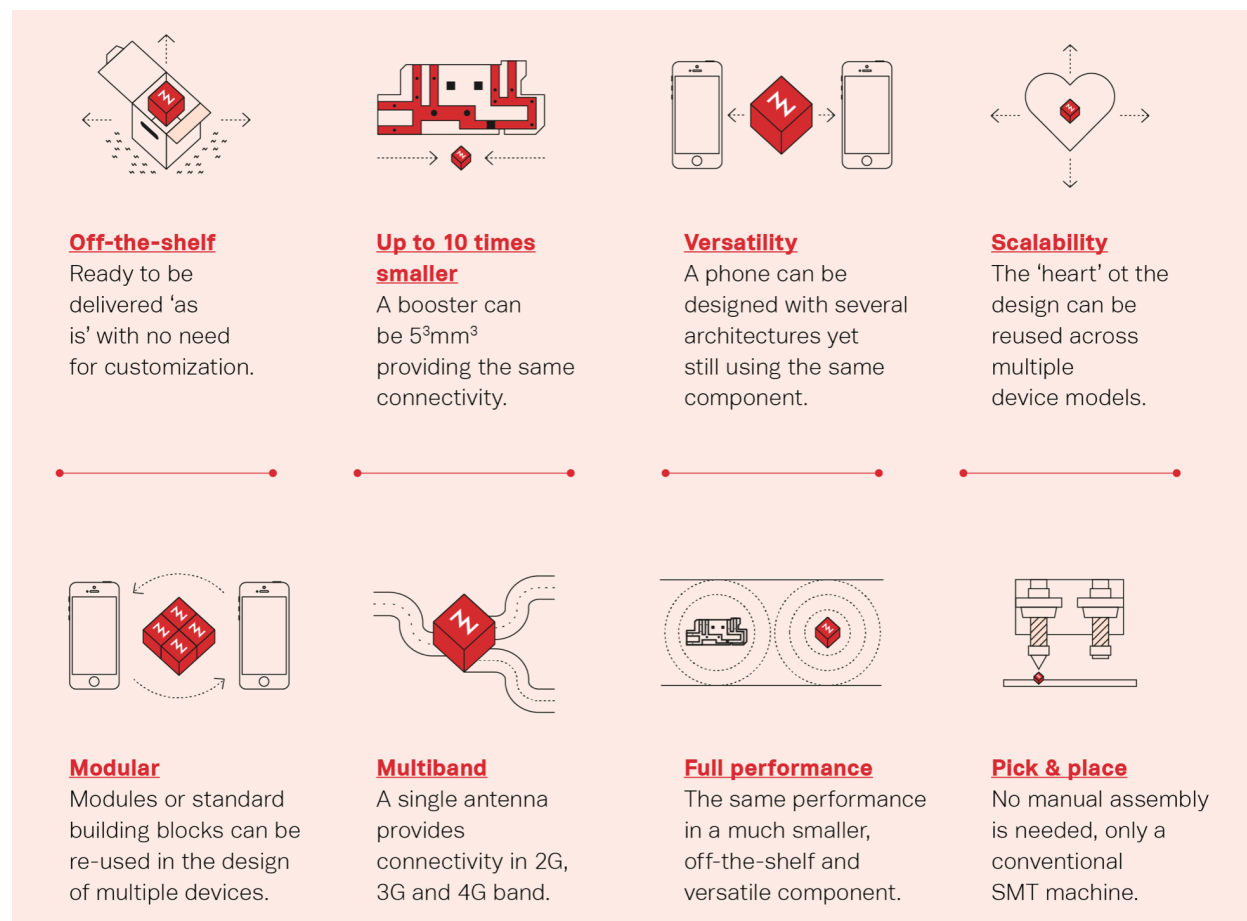 Off-the-shelf
Ready to be
delivered ‘as
is’ with no need
for customization.
Up to 10 times
smaller
A booster can
be 5³mm³
providing the same
connectivity.
Versatility
A phone can be
designed with several
architectures yet
still using the same
component.
Scalability
The ‘heart’ ot the
design can be
reused across
multiple
device models.
Modular
Modules or standard
building blocks can be
re-used in the design
of multiple devices.
Multiband
A single antenna
provides
connectivity in 2G,
3G and 4G band.
Full performance
The same performance
in a much smaller,
off-the-shelf and
versatile component.
Pick & place
No manual assembly
is needed, only a
conventional
SMT machine.